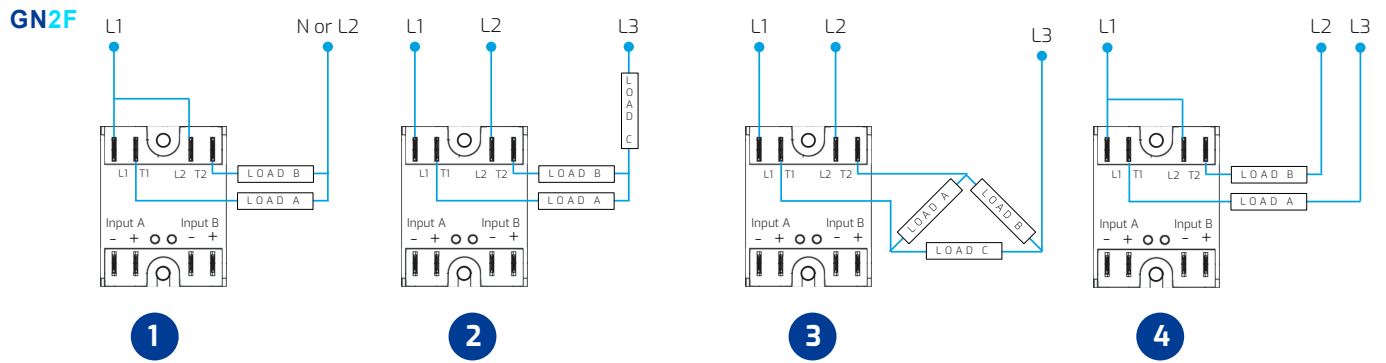 GN2F
L1 N or L2
L1 T1 L2 T2
LOAD B
LOAD A
Input A Input B
– + – +
1
L1 L2 L3
LOAD C
L1 T1 L2 T2
LOAD B
LOAD A
Input A Input B
– + – +
2
L1 L2 L3
L1 T1 L2 T2
LOAD A
LOAD B
LOAD C
Input A Input B
– + – +
3
L1 L2 L3
L1 T1 L2 T2
LOAD B
LOAD A
Input A Input B
– + – +
4